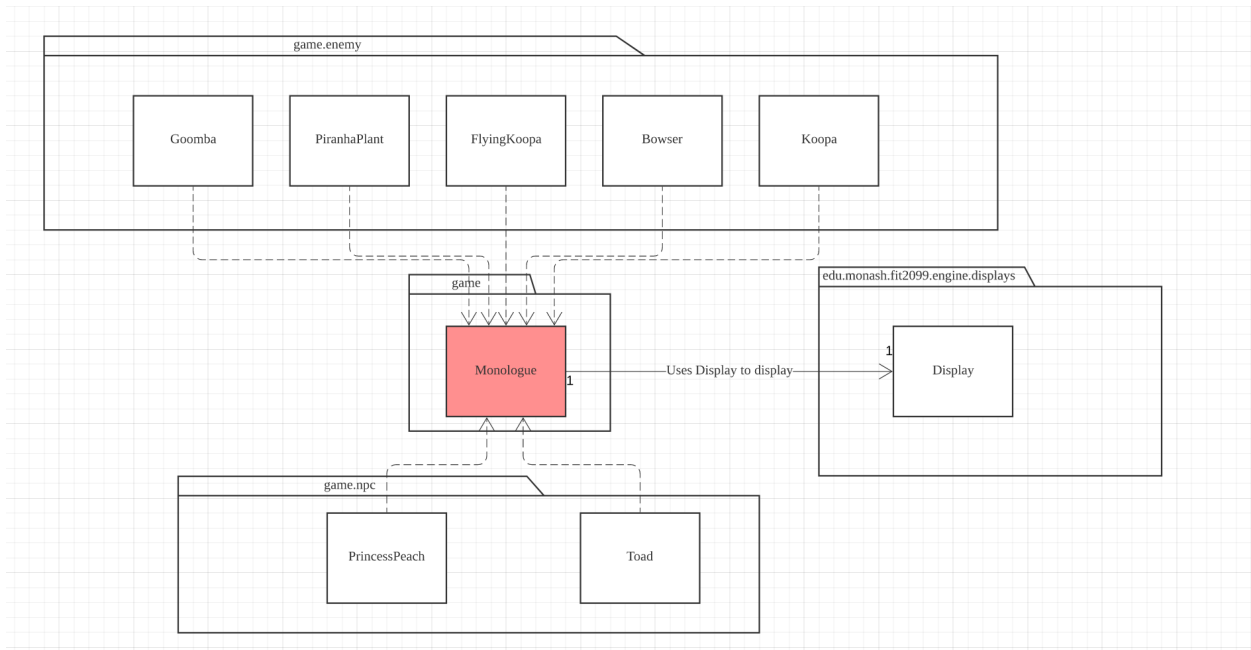 game.enemy
Goomba
PiranhaPlant
FlyingKoopa
Bowser
Koopa
game
edu.monash.fit2099.engine.displays
Monologue
1
Uses Display to display
1
Display
game.npc
PrincessPeach
Toad